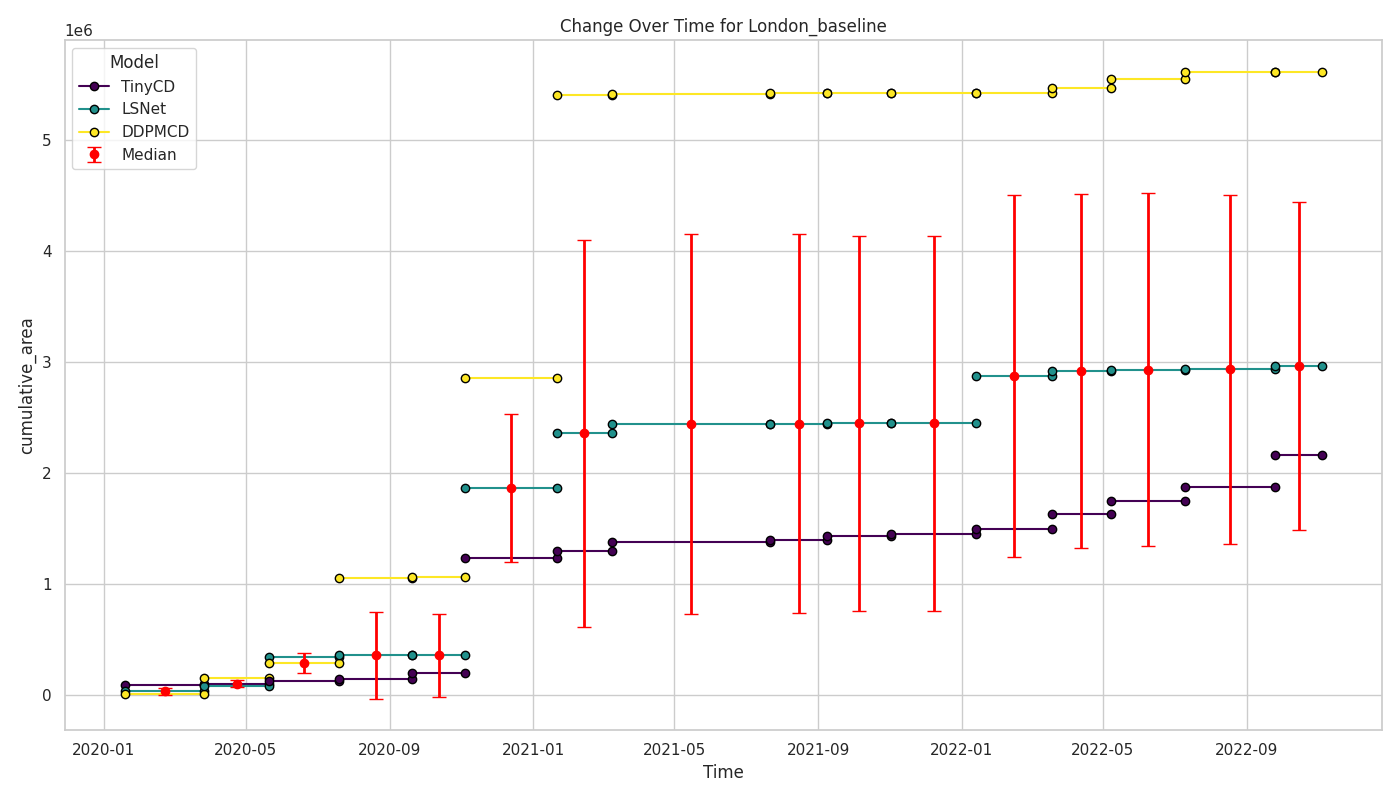 Change Over Time for London_baseline
1e6
Model
TinyCD
LSNet
DDPMCD
Median
5
4
3
2
1
0
cumulative_area
2020-01 2020-05 2020-09 2021-01 2021-05 2021-09 2022-01 2022-05 2022-09
Time